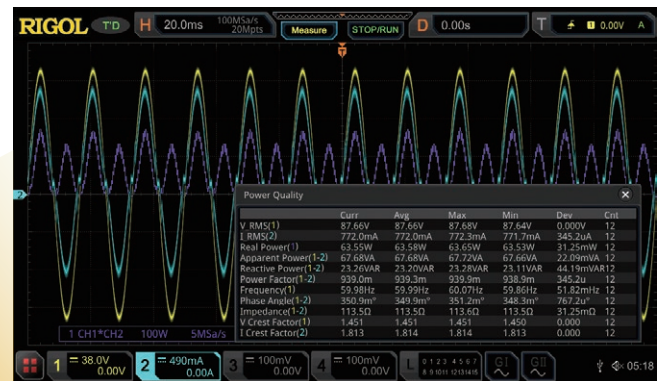 RIGOL T'D H 20.0ms 100MSa/s 20Mpts Measure STOP/RUN D 0.00s T 1 0.00V A
T
2
Power Quality
Curr Avg Max Min Dev Cnt
V_RMS(1) 87.66V 87.66V 87.68V 87.64V 0.000V 12
I_RMS(2) 772.0mA 772.0mA 772.3mA 771.7mA 345.2uA 12
Real Power(1) 63.55W 63.58W 63.65W 63.53W 31.25mW 12
Apparent Power(1-2) 67.68VA 67.68VA 67.72VA 67.66VA 22.09mVA 12
Reactive Power(1-2) 23.26VAR 23.20VAR 23.28VAR 23.11VAR 44.19mVAR 12
Power Factor(1-2) 939.0m 939.3m 939.9m 938.9m 345.2u 12
Frequency(1) 59.98Hz 59.99Hz 60.07Hz 59.86Hz 51.82mHz 12
Phase Angle(1-2) 350.9m° 349.9m° 351.2m° 348.3m° 767.2u° 12
Impedance(1-2) 113.5Ω 113.5Ω 113.6Ω 113.5Ω 31.25mΩ 12
V Crest Factor(1) 1.451 1.451 1.451 1.450 0.000 12
I Crest Factor(2) 1.813 1.814 1.814 1.813 0.000 12
1 CH1*CH2 100W 5MSa/s
1 38.0V 0.00V 2 490mA 0.00A 3 100mV 0.00V 4 100mV 0.00V L 0 1 2 3 4 5 6 7 8 9 10 11 12 13 14 15 GI GII 05:18